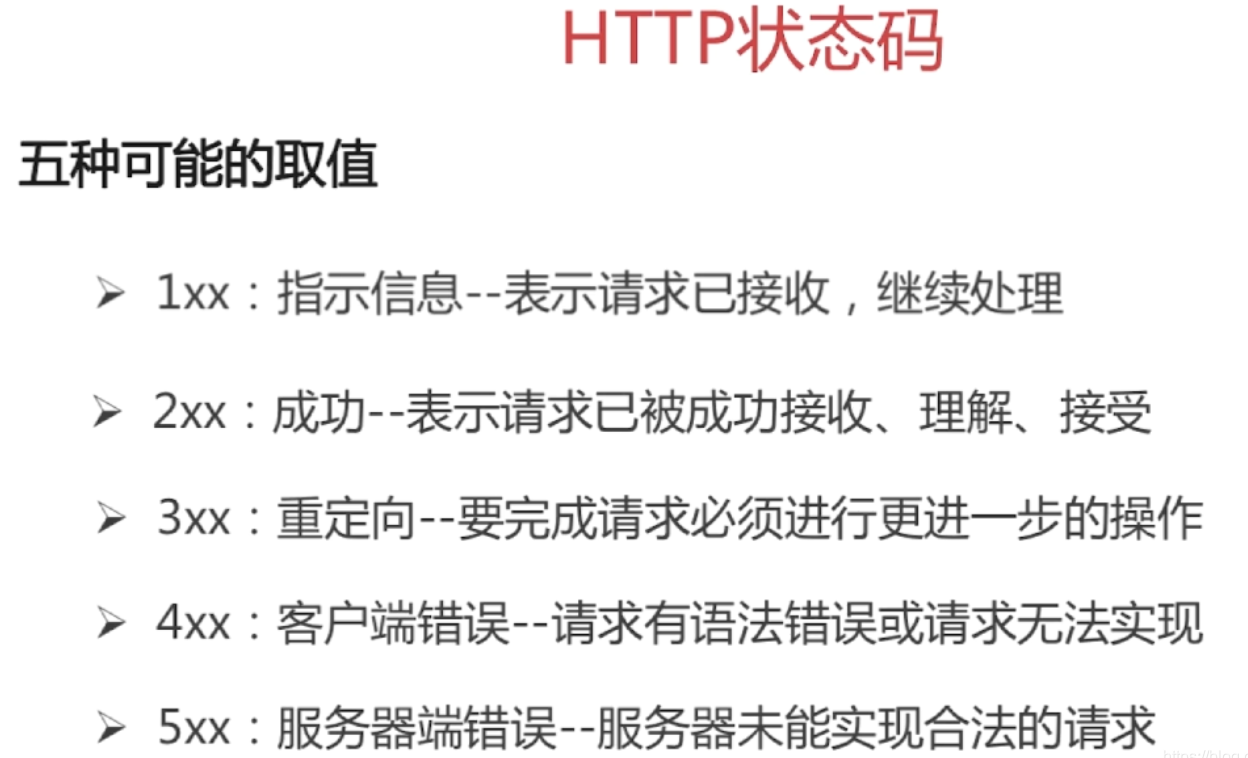 HTTP状态码
五种可能的取值
➢ 1xx：指示信息--表示请求已接收，继续处理
➢ 2xx：成功--表示请求已被成功接收、理解、接受
➢ 3xx：重定向--要完成请求必须进行更进一步的操作
➢ 4xx：客户端错误--请求有语法错误或请求无法实现
➢ 5xx：服务器端错误--服务器未能实现合法的请求